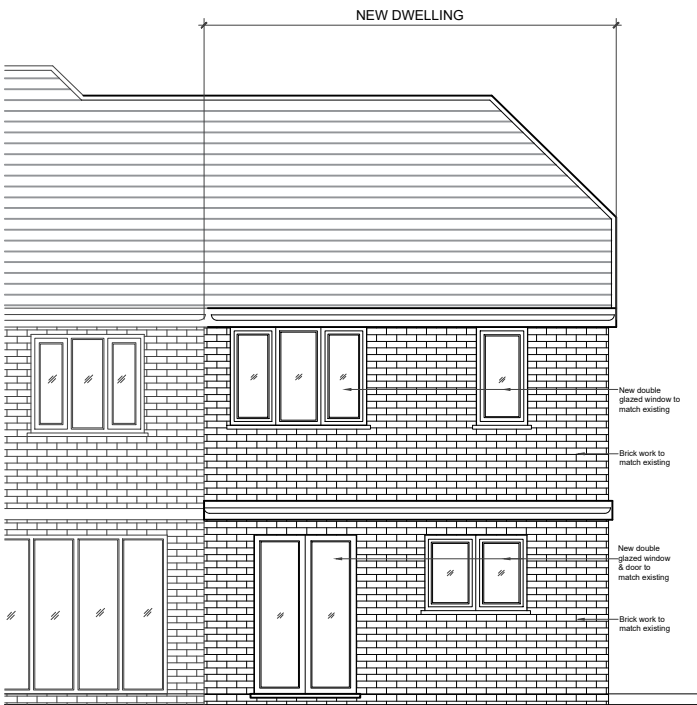 NEW DWELLING
New double
glazed window to
match existing
Brick work to
match existing
New double
glazed window
& door to
match existing
Brick work to
match existing